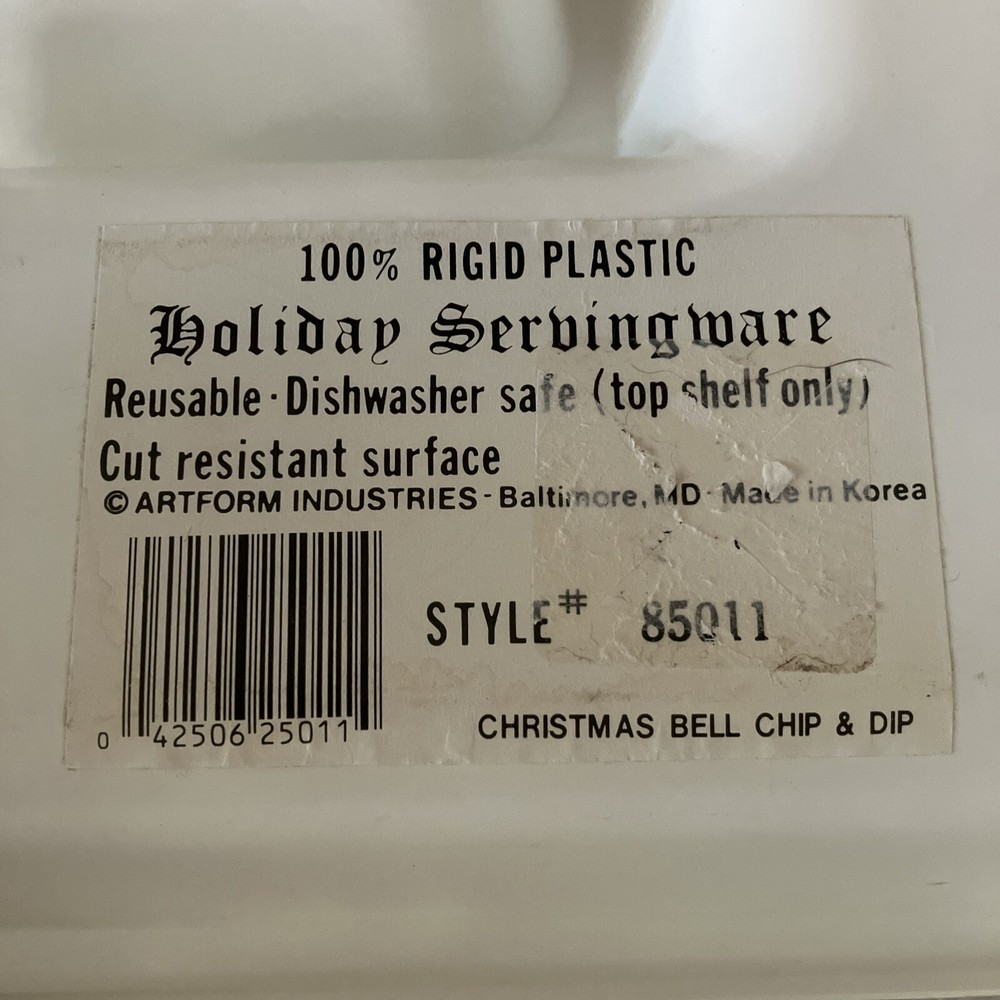 100% RIGID PLASTIC
Holiday Servingware
Reusable · Dishwasher safe (top shelf only)
Cut resistant surface
© ARTFORM INDUSTRIES - Baltimore, MD · Made in Korea
STYLE# 85011
0 42506 25011
CHRISTMAS BELL CHIP & DIP